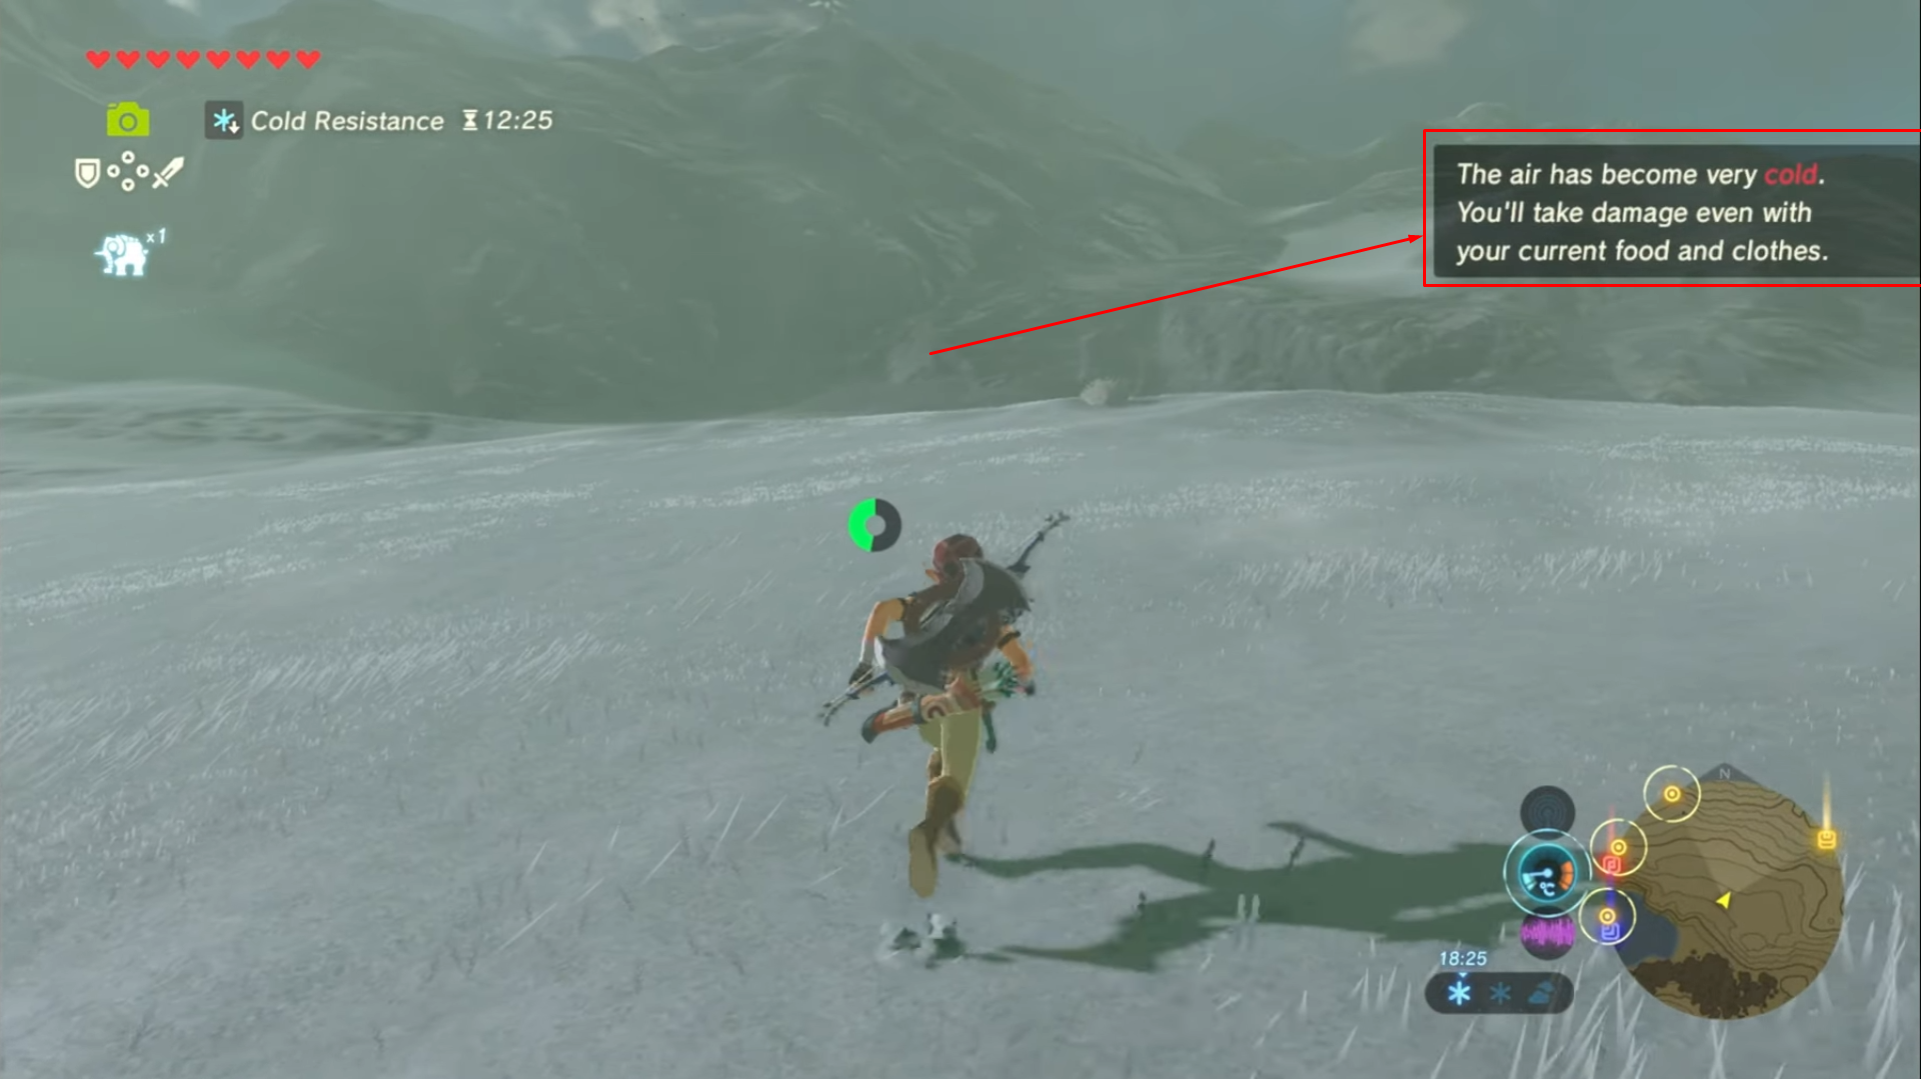 Cold Resistance 12:25
x1
The air has become very cold.
You'll take damage even with
your current food and clothes.
N
°C
18:25